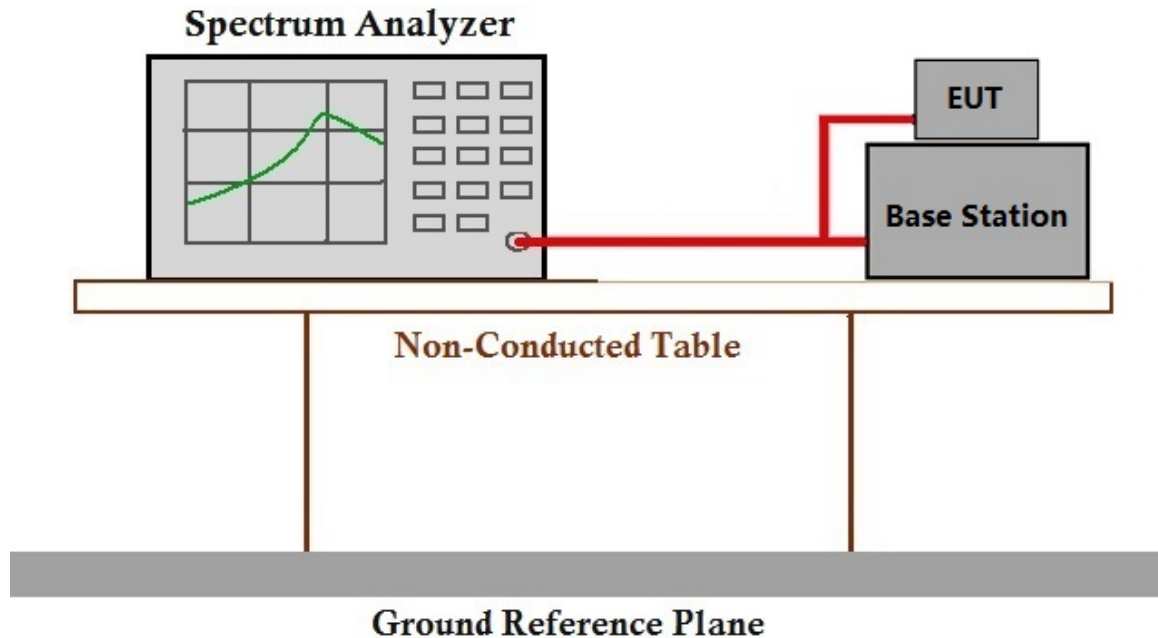 Spectrum Analyzer
EUT
Base Station
Non-Conducted Table
Ground Reference Plane